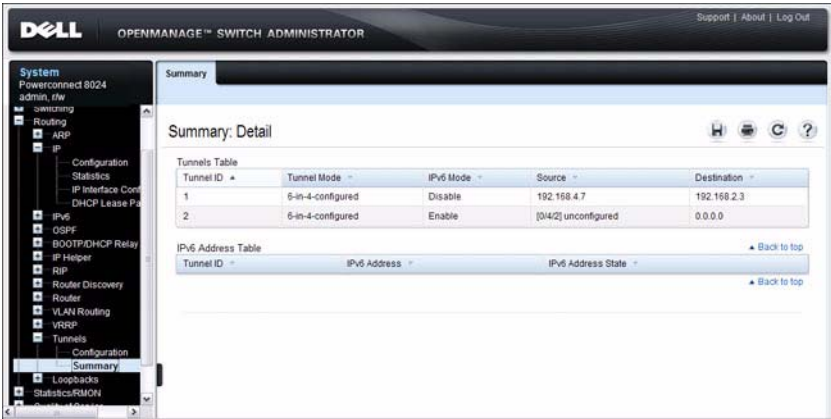 Support | About | Log Out
DELL
OPENMANAGE™ SWITCH ADMINISTRATOR
System
Powerconnect 8024
admin, r/w
Switching
Routing
ARP
IP
Configuration
Statistics
IP Interface Conf
DHCP Lease Pa
IPv6
OSPF
BOOTP/DHCP Relay
IP Helper
RIP
Router Discovery
Router
VLAN Routing
VRRP
Tunnels
Configuration
Summary
Loopbacks
Statistics/RMON
Summary
Summary: Detail
Tunnels Table
Tunnel ID Tunnel Mode IPv6 Mode Source Destination
1 6-in-4-configured Disable 192.168.4.7 192.168.2.3
2 6-in-4-configured Enable [0/4/2] unconfigured 0.0.0.0
Back to top
IPv6 Address Table
Tunnel ID IPv6 Address IPv6 Address State
Back to top